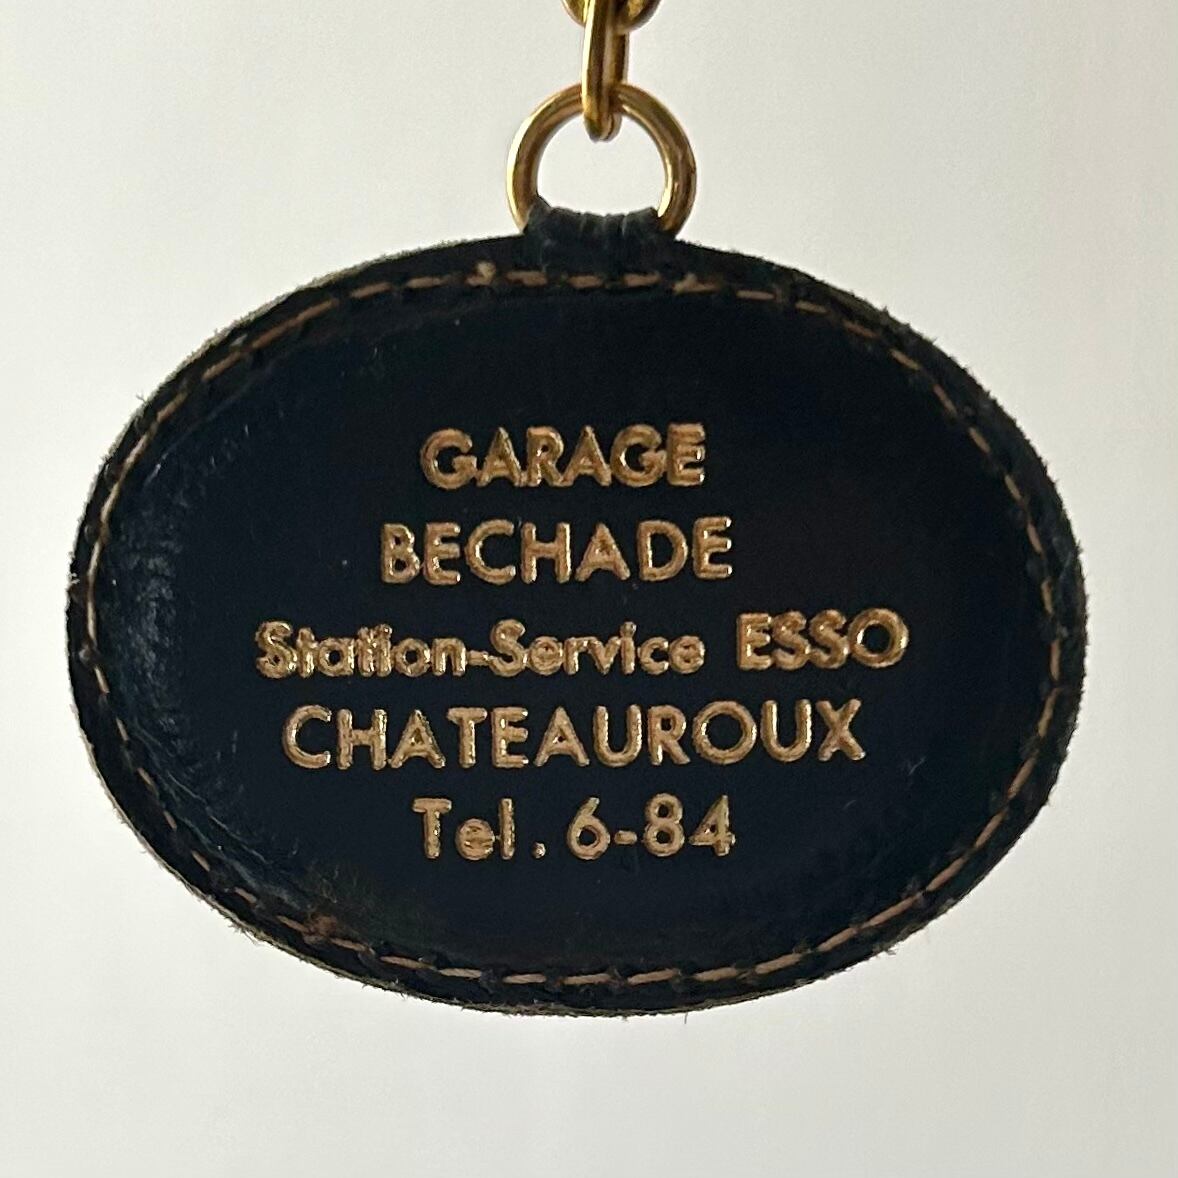 GARAGE
BECHADE
Station-Service ESSO
CHATEAUROUX
Tel. 6-84